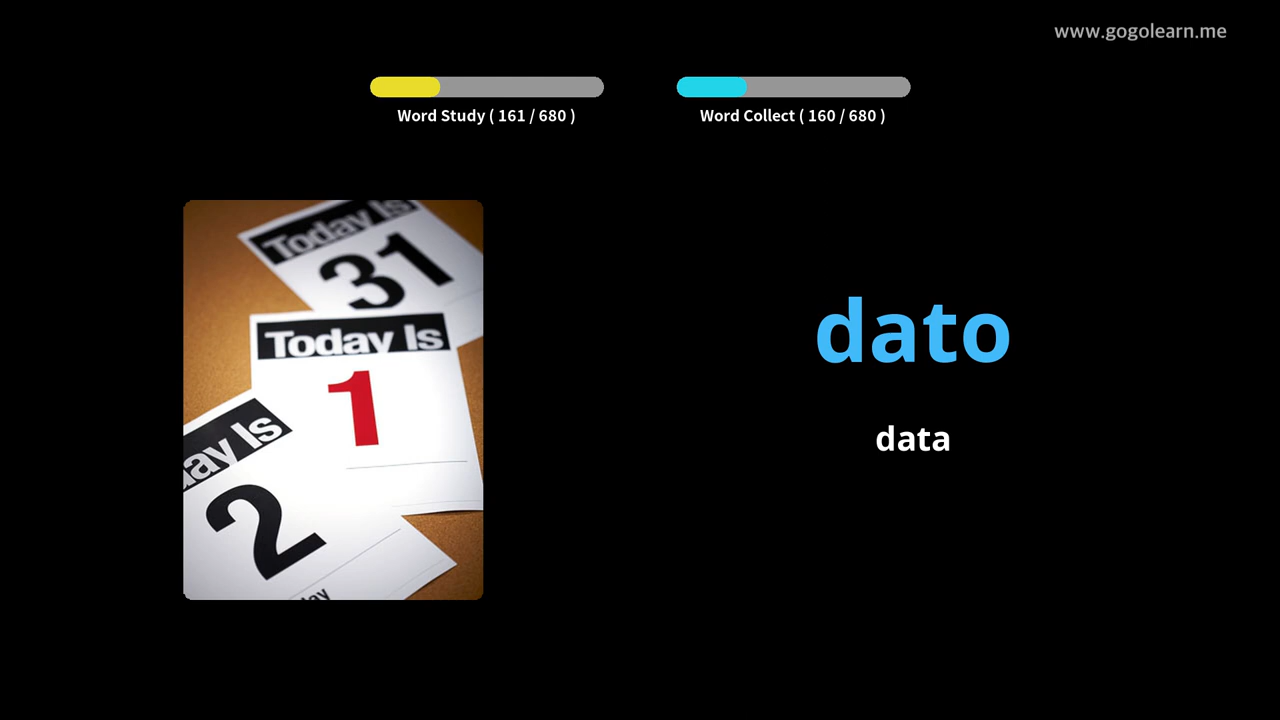 www.gogolearn.me
Word Study ( 161 / 680 )
Word Collect ( 160 / 680 )
Today Is
31
Today Is
1
ay Is
2
day
dato
data